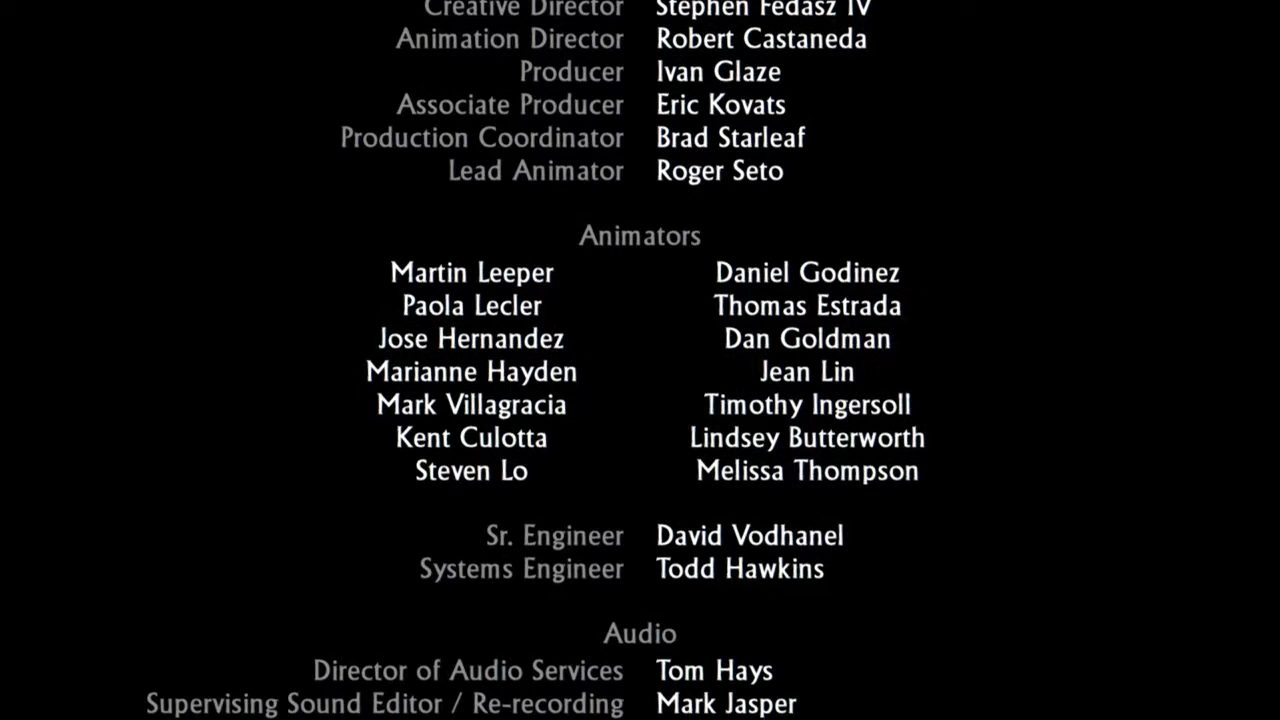 Creative Director Stephen Fedasz IV
Animation Director Robert Castaneda
Producer Ivan Glaze
Associate Producer Eric Kovats
Production Coordinator Brad Starleaf
Lead Animator Roger Seto
Animators
Martin Leeper Daniel Godinez
Paola Lecler Thomas Estrada
Jose Hernandez Dan Goldman
Marianne Hayden Jean Lin
Mark Villagracia Timothy Ingersoll
Kent Culotta Lindsey Butterworth
Steven Lo Melissa Thompson
Sr. Engineer David Vodhanel
Systems Engineer Todd Hawkins
Audio
Director of Audio Services Tom Hays
Supervising Sound Editor / Re-recording Mark Jasper